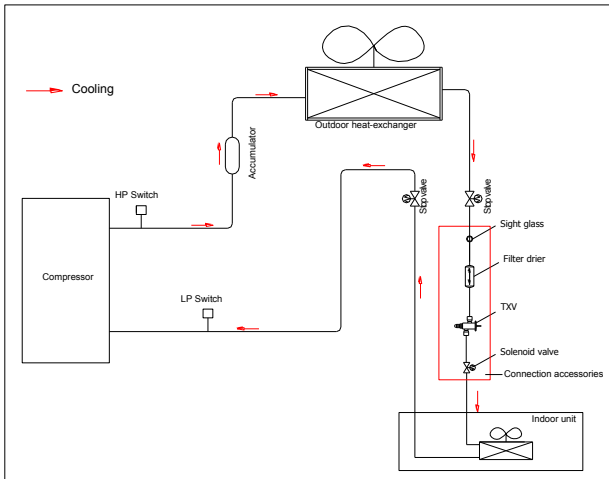 Cooling
Outdoor heat-exchanger
Accumulator
HP Switch
Stop valve
Stop valve
Sight glass
Compressor
Filter drier
LP Switch
TXV
Solenoid valve
Connection accessories
Indoor unit